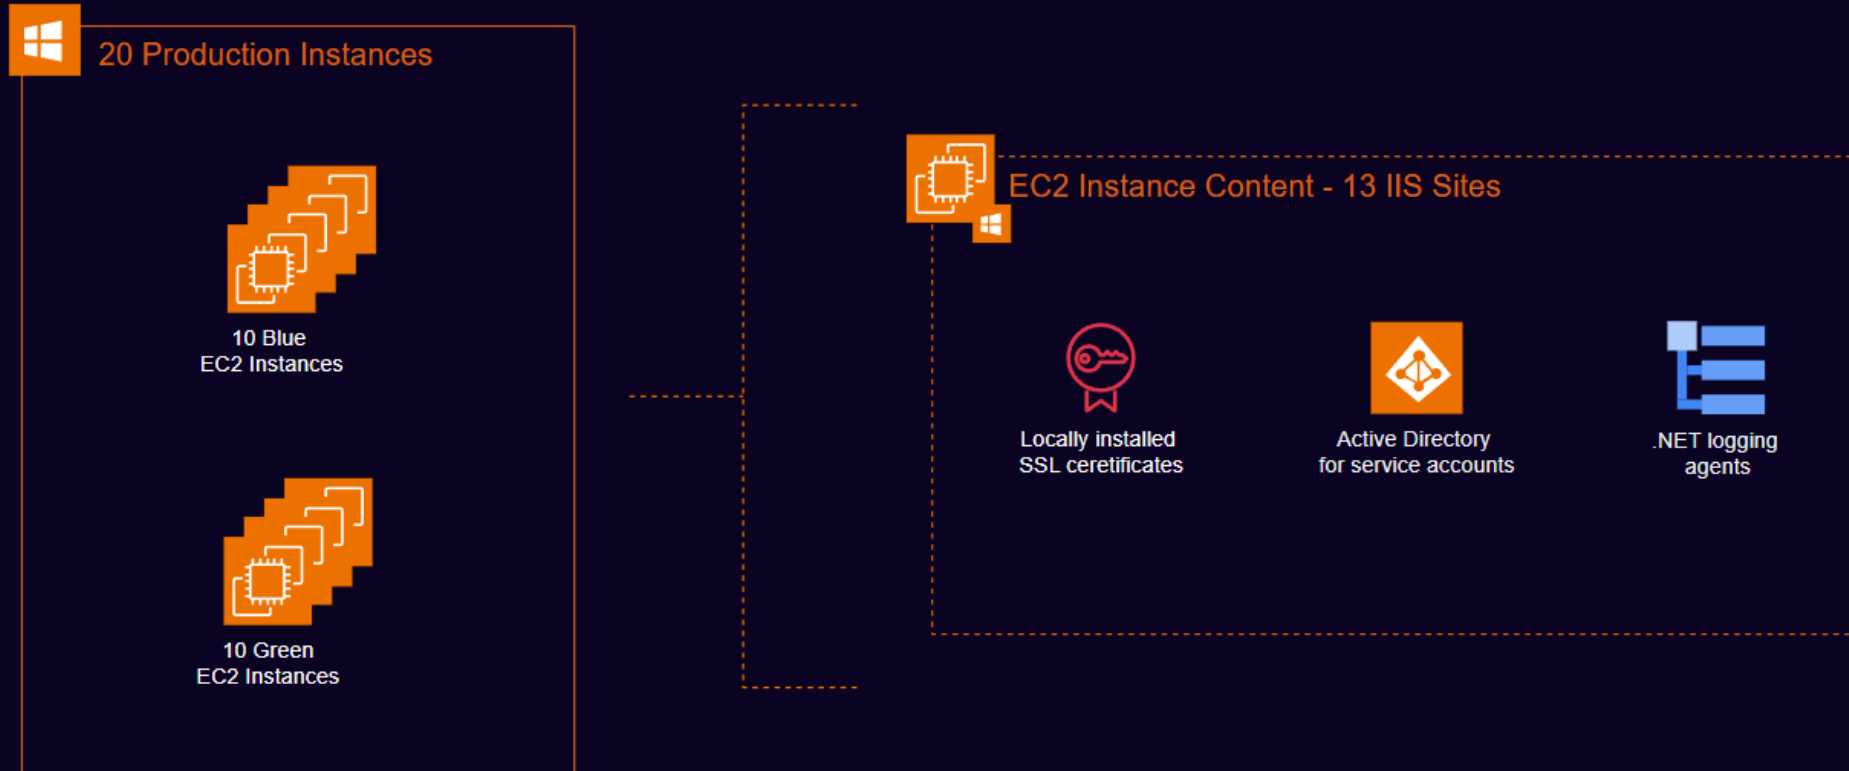 20 Production Instances
10 Blue
EC2 Instances
10 Green
EC2 Instances
EC2 Instance Content - 13 IIS Sites
Locally installed
SSL ceretificates
Active Directory
for service accounts
.NET logging
agents